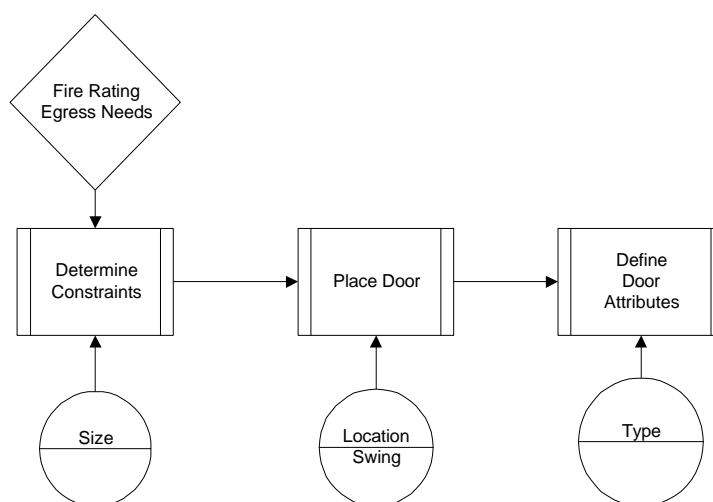 Fire Rating
Egress Needs
Determine
Constraints
Place Door
Define
Door
Attributes
Size
Location
Swing
Type